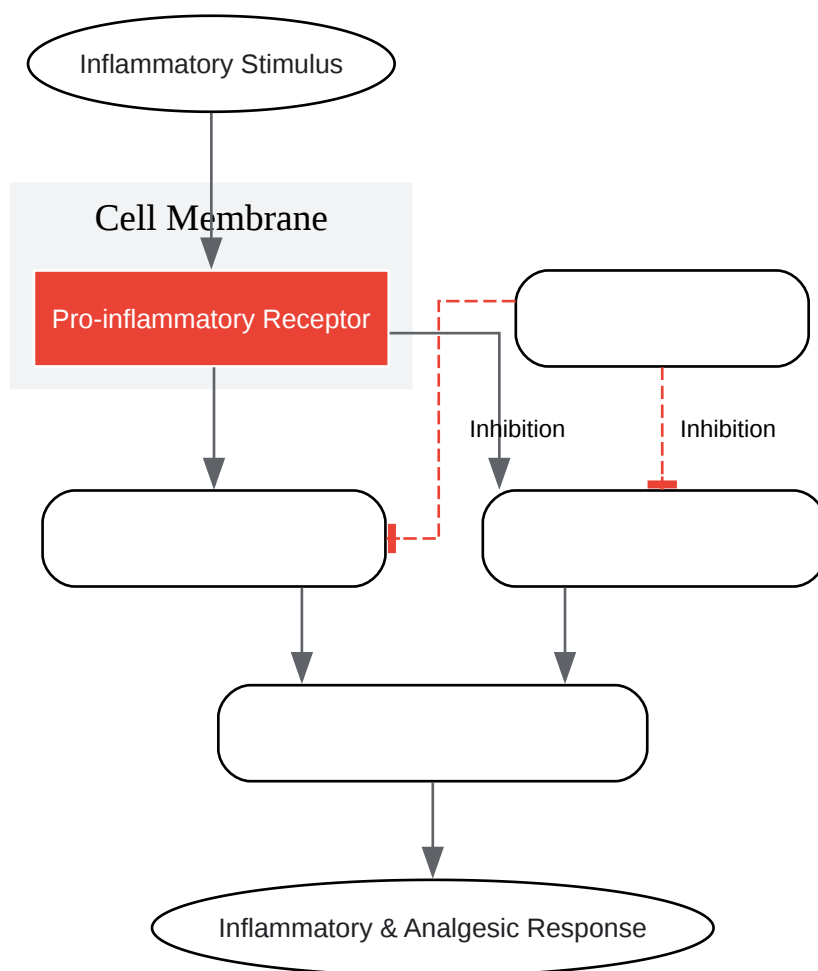 Inflammatory Stimulus
Cell Membrane
Pro-inflammatory Receptor
Inhibition
Inhibition
Inflammatory & Analgesic Response